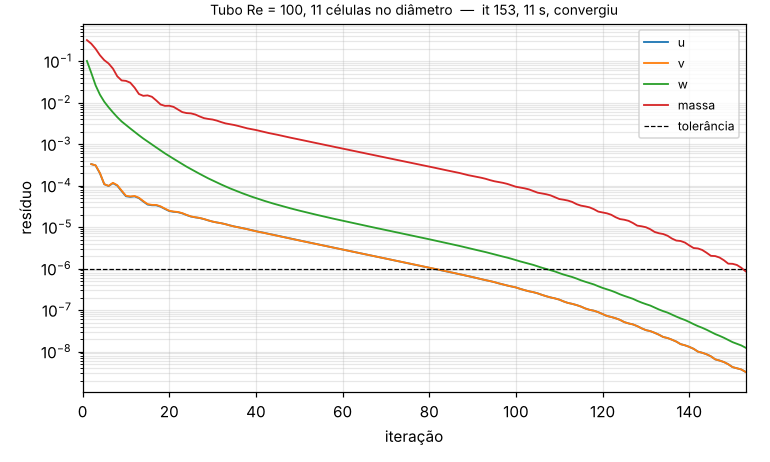 Tubo Re = 100, 11 células no diâmetro — it 153, 11 s, convergiu
u
v
w
massa
tolerância
resíduo
10⁻¹
10⁻²
10⁻³
10⁻⁴
10⁻⁵
10⁻⁶
10⁻⁷
10⁻⁸
0 20 40 60 80 100 120 140
iteração